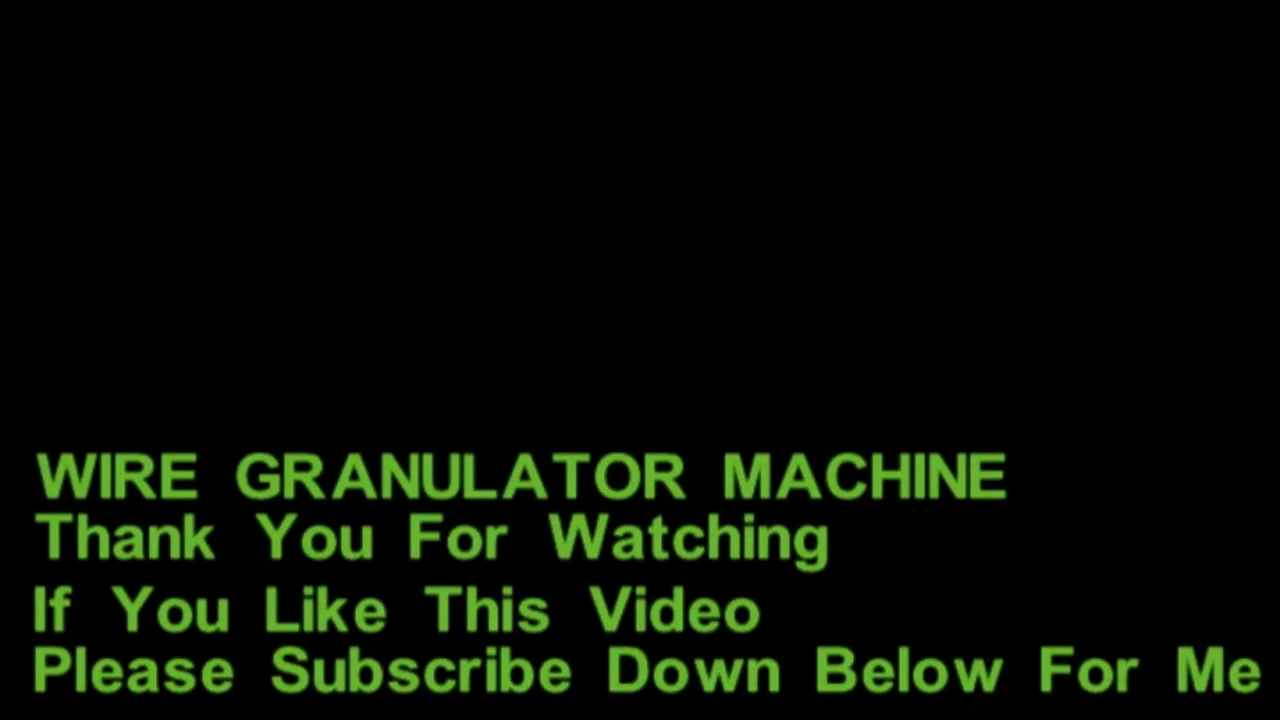 WIRE GRANULATOR MACHINE
Thank You For Watching
If You Like This Video
Please Subscribe Down Below For Me